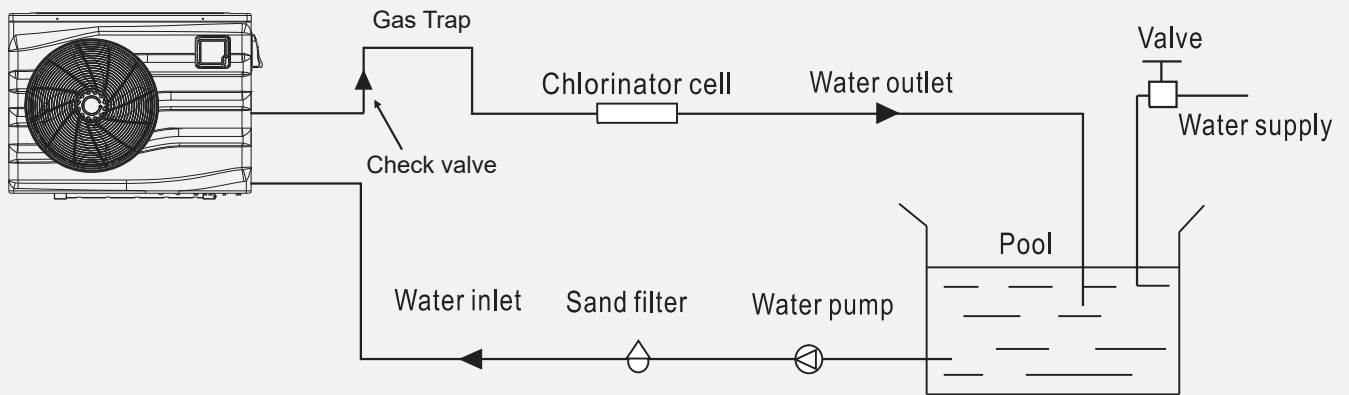 Gas Trap
Valve
Chlorinator cell
Water outlet
Water supply
Check valve
Pool
Water inlet
Sand filter
Water pump